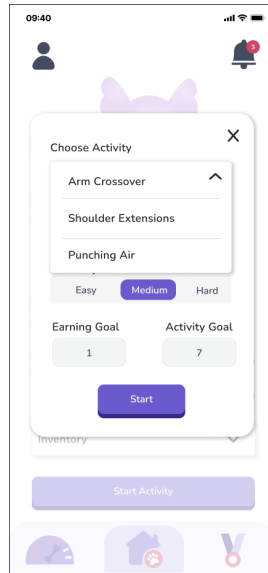 09:40
3
Choose Activity
Arm Crossover
Shoulder Extensions
Punching Air
Easy Medium Hard
Earning Goal Activity Goal
1 7
Start
Inventory
Start Activity